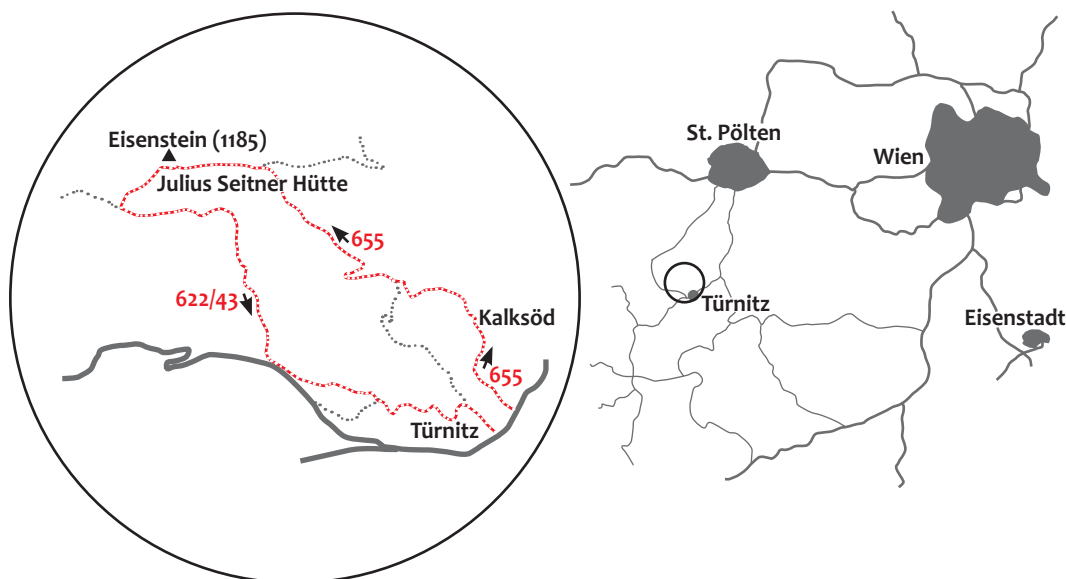 Eisenstein (1185)
Julius Seitner Hütte
655
622/43
Kalksöd
655
Türnitz
St. Pölten
Wien
Türnitz
Eisenstadt